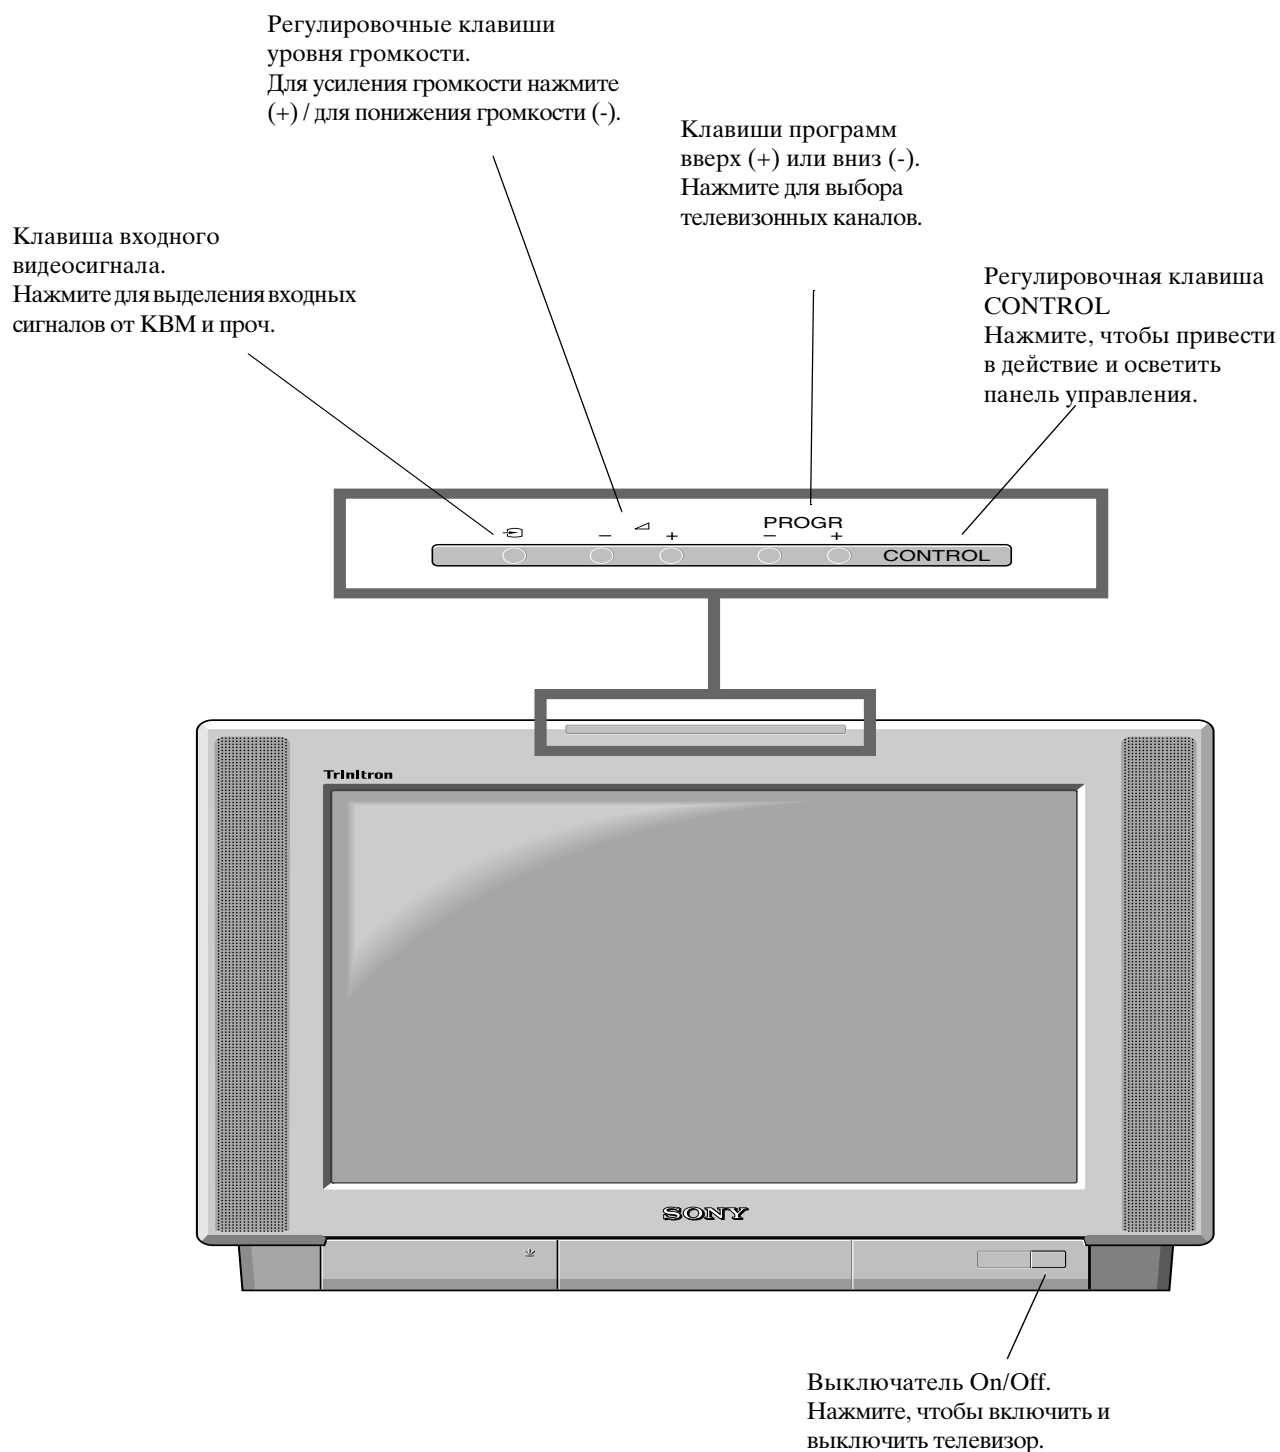 Регулировочные клавиши
уровня громкости.
Для усиления громкости нажмите
(+) / для понижения громкости (-).
Клавиши программ
вверх (+) или вниз (-).
Нажмите для выбора
телевизонных каналов.
Клавиша входного
видеосигнала.
Нажмите для выделения входных
сигналов от КВМ и проч.
Регулировочная клавиша
CONTROL
Нажмите, чтобы привести
в действие и осветить
панель управления.
PROGR
– + – +
CONTROL
Trinitron
SONY
Выключатель On/Off.
Нажмите, чтобы включить и
выключить телевизор.